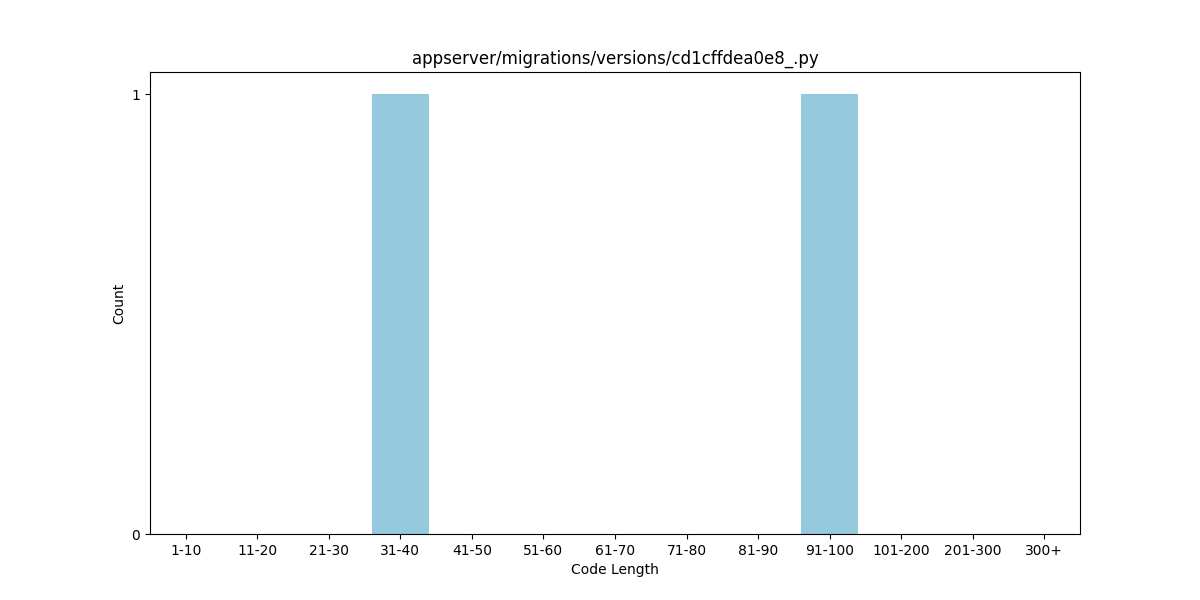 appserver/migrations/versions/cd1cffdea0e8_.py
1
Count
0
1-10 11-20 21-30 31-40 41-50 51-60 61-70 71-80 81-90 91-100 101-200 201-300 300+
Code Length